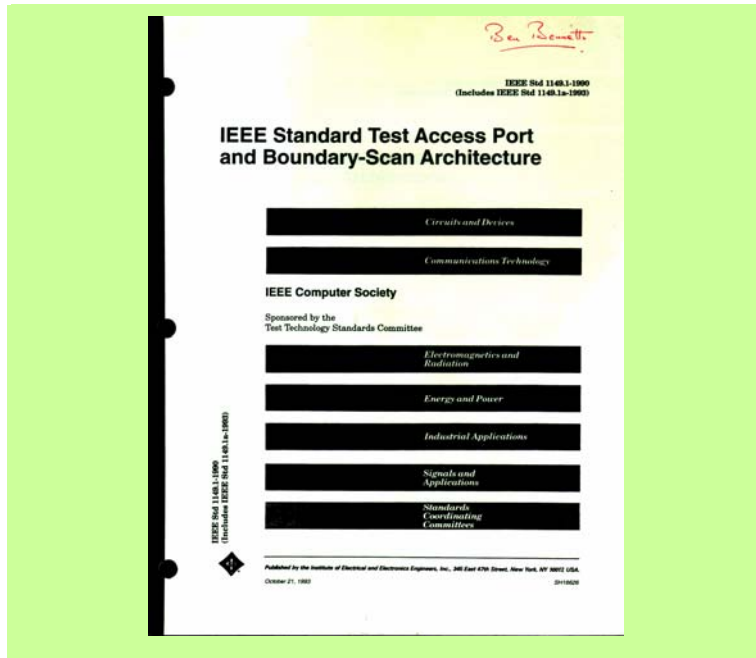 Ben Bennetts
IEEE Std 1149.1-1990
(Includes IEEE Std 1149.1a-1993)
IEEE Standard Test Access Port
and Boundary-Scan Architecture
Circuits and Devices
Communications Technology
IEEE Computer Society
Sponsored by the
Test Technology Standards Committee
Electromagnetics and
Radiation
Energy and Power
Industrial Applications
Signals and
Applications
Standards
Coordinating
Committees
IEEE Std 1149.1-1990
(Includes IEEE Std 1149.1a-1993)
Published by the Institute of Electrical and Electronics Engineers, Inc., 345 East 47th Street, New York, NY 10017, USA.
October 21, 1993
SH16626